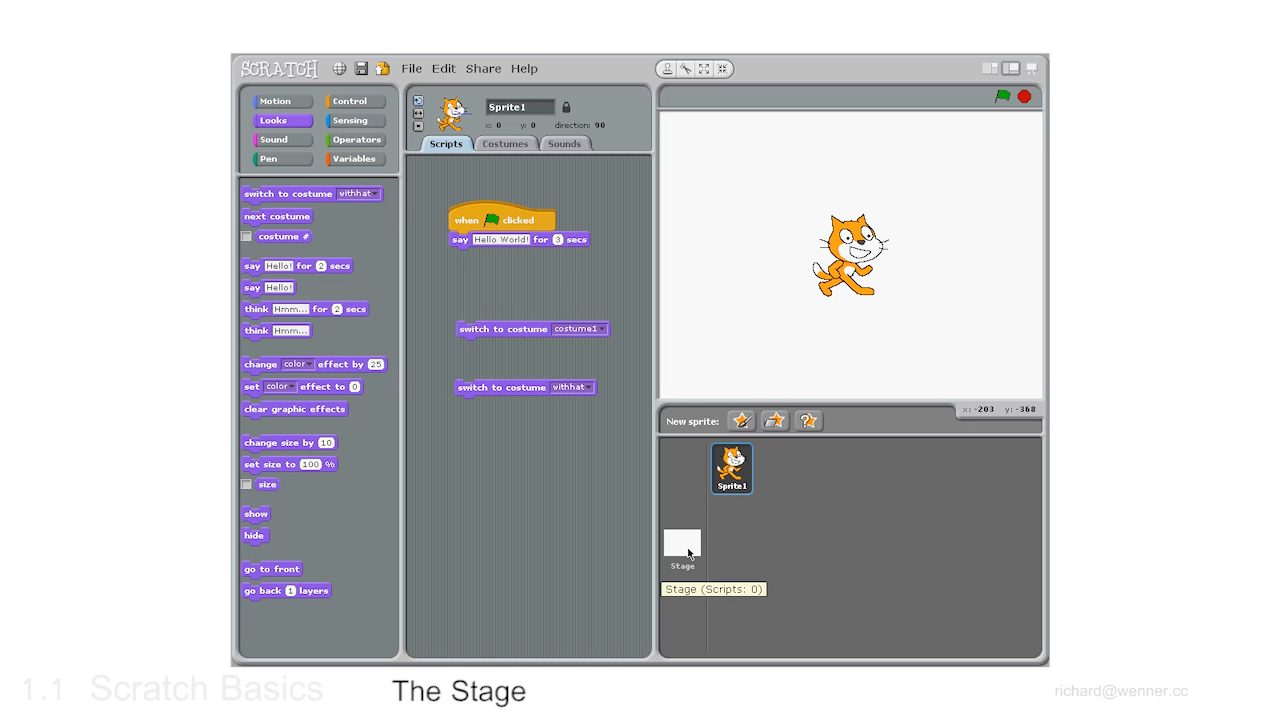 SCRATCH File Edit Share Help
Motion Control
Looks Sensing
Sound Operators
Pen Variables
switch to costume withhat
next costume
costume #
say Hello! for 2 secs
say Hello!
think Hmm... for 2 secs
think Hmm...
change color effect by 25
set color effect to 0
clear graphic effects
change size by 10
set size to 100 %
size
show
hide
go to front
go back 1 layers
Sprite1
x: 0 y: 0 direction: 90
Scripts Costumes Sounds
when clicked
say Hello World! for 3 secs
switch to costume costume1
switch to costume withhat
x: -203 y: -368
New sprite:
Sprite1
Stage
Stage (Scripts: 0)
1.1 Scratch Basics The Stage richard@wenner.cc